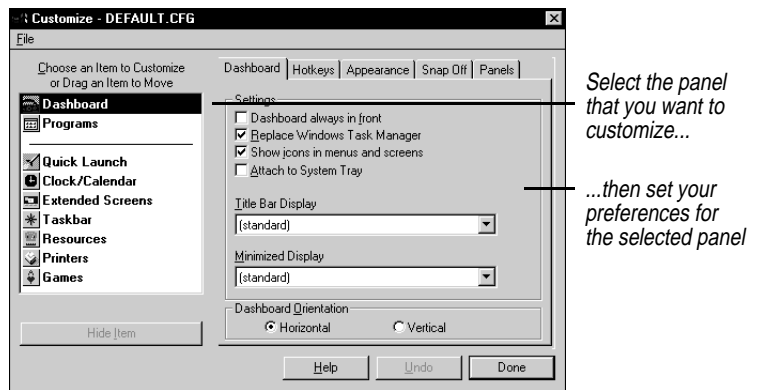 Customize - DEFAULT.CFG
File
Choose an Item to Customize
or Drag an Item to Move
Dashboard
Programs
Quick Launch
Clock/Calendar
Extended Screens
Taskbar
Resources
Printers
Games
Hide Item
Dashboard
Hotkeys
Appearance
Snap Off
Panels
Settings
Dashboard always in front
Replace Windows Task Manager
Show icons in menus and screens
Attach to System Tray
Title Bar Display
(standard)
Minimized Display
(standard)
Dashboard Orientation
Horizontal
Vertical
Help
Undo
Done
Select the panel
that you want to
customize...
...then set your
preferences for
the selected panel